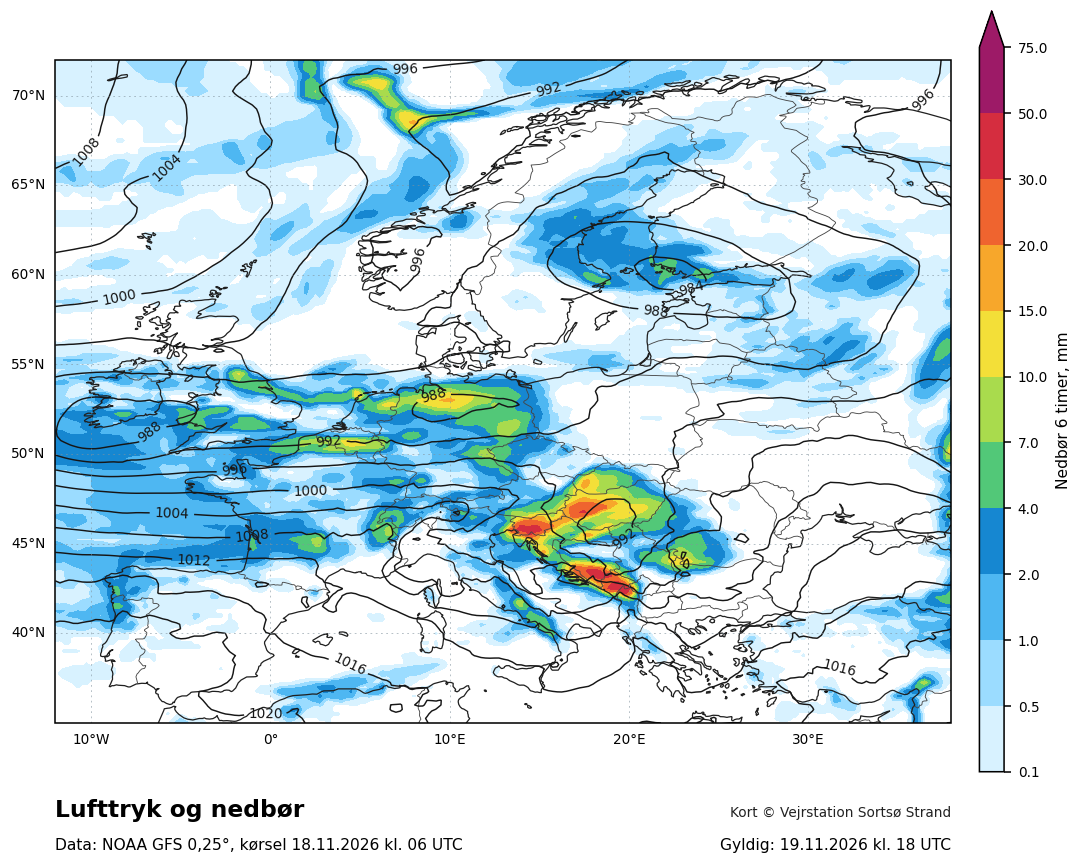 996
992
996
1008
1004
996
1000
984
988
988
988
992
996
1000
1004
1008
1012
992
1016
1016
1020
70°N
65°N
60°N
55°N
50°N
45°N
40°N
10°W
0°
10°E
20°E
30°E
75.0
50.0
30.0
20.0
15.0
10.0
7.0
4.0
2.0
1.0
0.5
0.1
Nedbør 6 timer, mm
Lufttryk og nedbør
Kort © Vejrstation Sortsø Strand
Data: NOAA GFS 0,25°, kørsel 18.11.2026 kl. 06 UTC
Gyldig: 19.11.2026 kl. 18 UTC